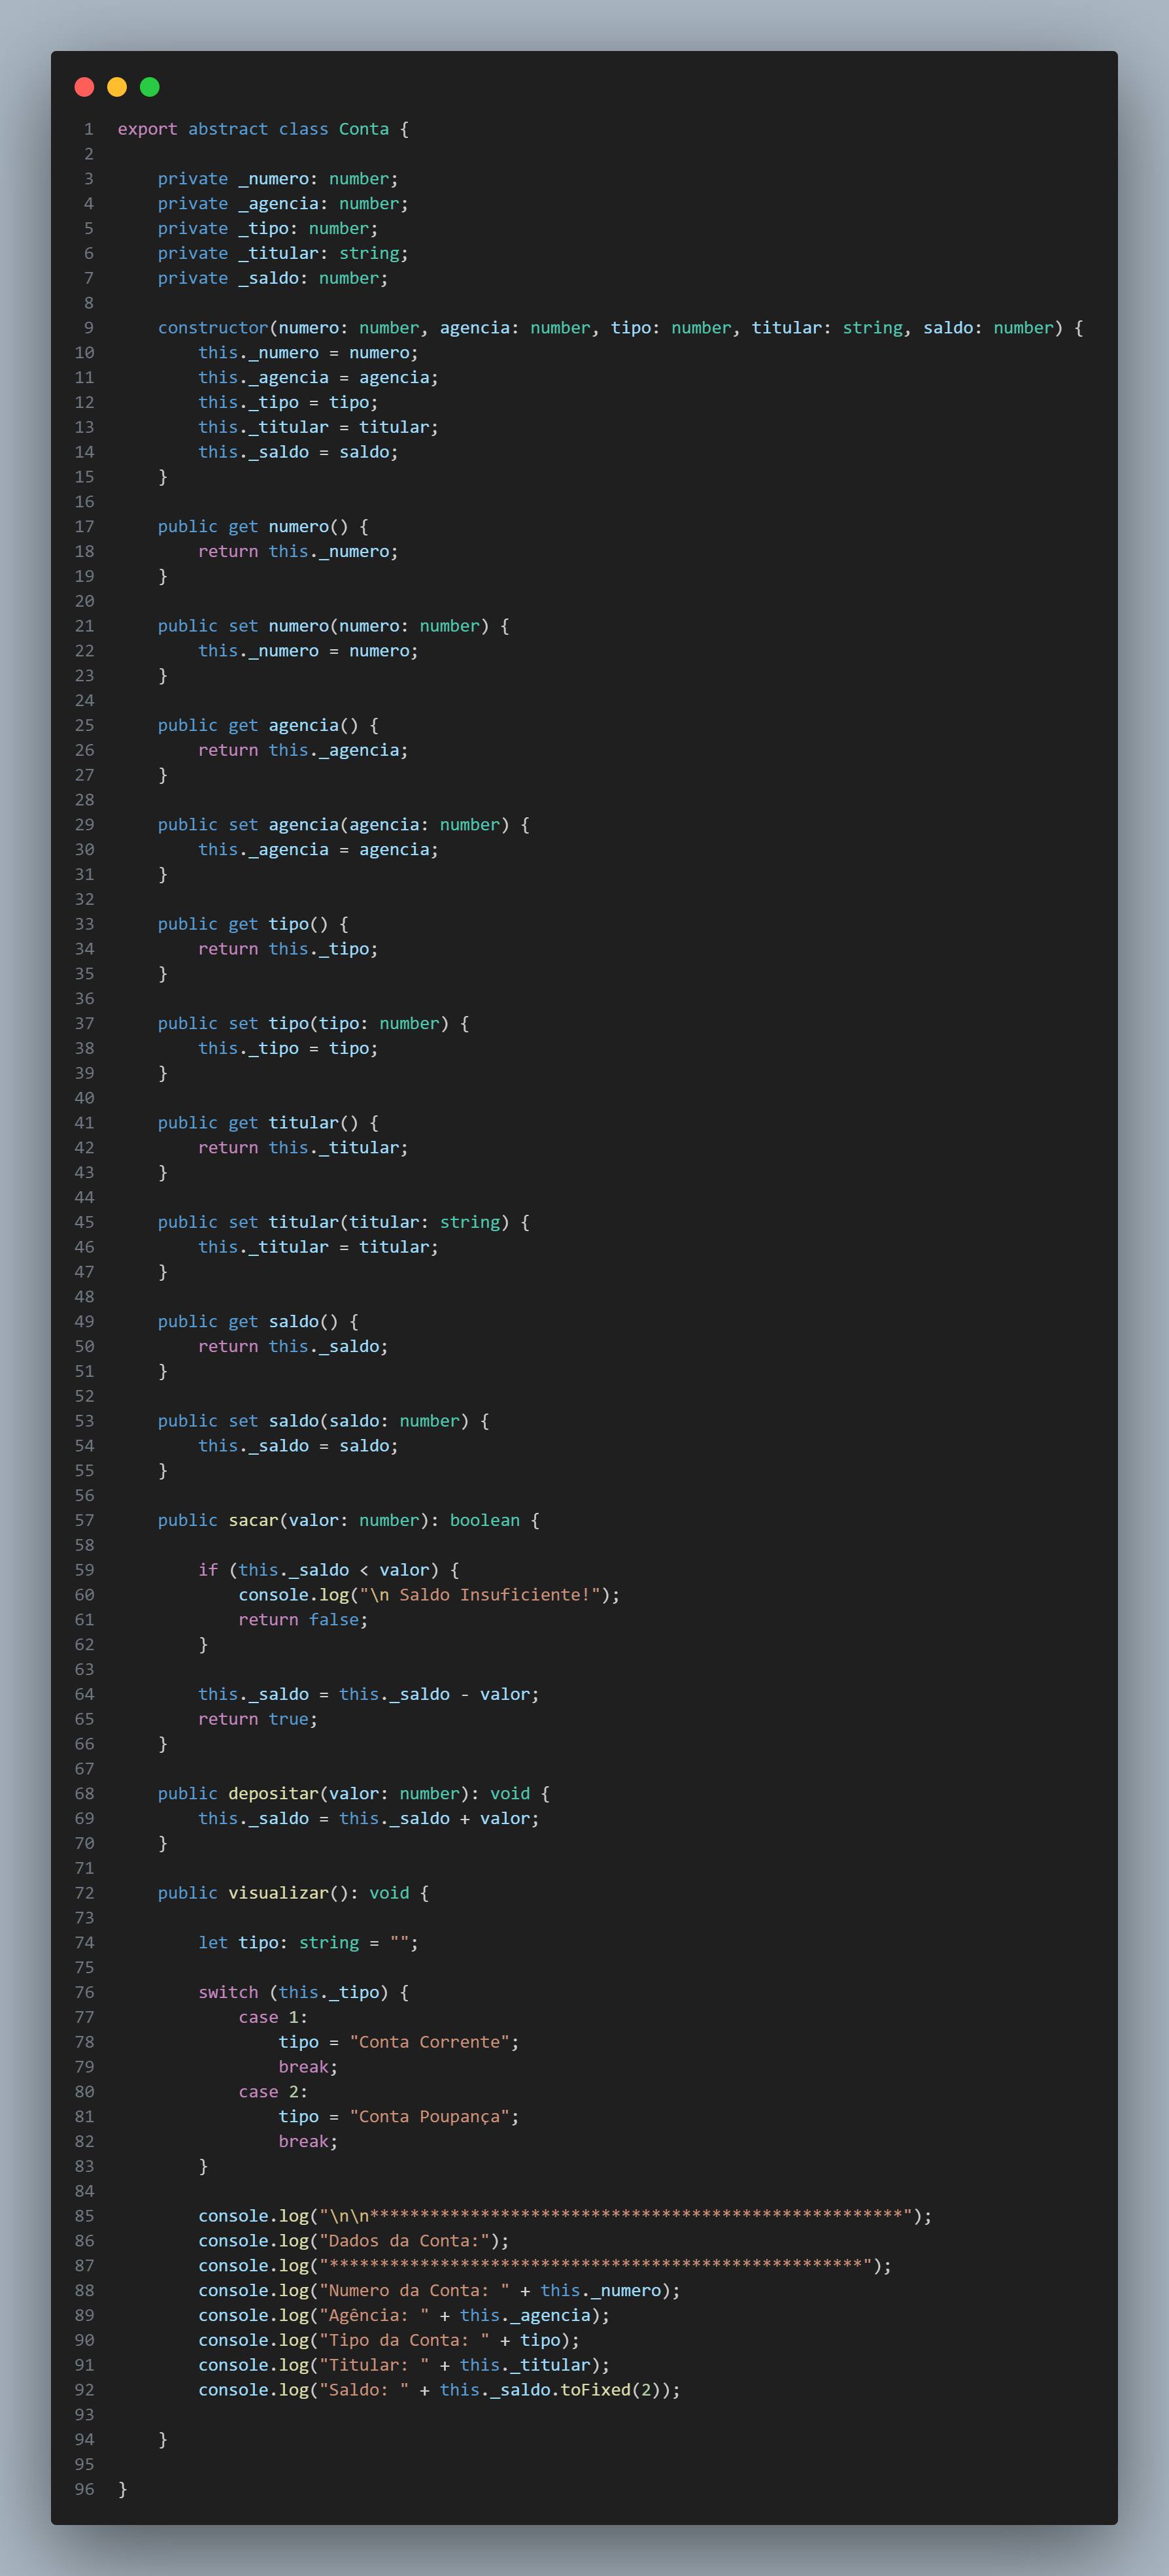 1 export abstract class Conta {
2
3     private _numero: number;
4     private _agencia: number;
5     private _tipo: number;
6     private _titular: string;
7     private _saldo: number;
8
9     constructor(numero: number, agencia: number, tipo: number, titular: string, saldo: number) {
10         this._numero = numero;
11         this._agencia = agencia;
12         this._tipo = tipo;
13         this._titular = titular;
14         this._saldo = saldo;
15     }
16
17     public get numero() {
18         return this._numero;
19     }
20
21     public set numero(numero: number) {
22         this._numero = numero;
23     }
24
25     public get agencia() {
26         return this._agencia;
27     }
28
29     public set agencia(agencia: number) {
30         this._agencia = agencia;
31     }
32
33     public get tipo() {
34         return this._tipo;
35     }
36
37     public set tipo(tipo: number) {
38         this._tipo = tipo;
39     }
40
41     public get titular() {
42         return this._titular;
43     }
44
45     public set titular(titular: string) {
46         this._titular = titular;
47     }
48
49     public get saldo() {
50         return this._saldo;
51     }
52
53     public set saldo(saldo: number) {
54         this._saldo = saldo;
55     }
56
57     public sacar(valor: number): boolean {
58
59         if (this._saldo < valor) {
60             console.log("\n Saldo Insuficiente!");
61             return false;
62         }
63
64         this._saldo = this._saldo - valor;
65         return true;
66     }
67
68     public depositar(valor: number): void {
69         this._saldo = this._saldo + valor;
70     }
71
72     public visualizar(): void {
73
74         let tipo: string = "";
75
76         switch (this._tipo) {
77             case 1:
78                 tipo = "Conta Corrente";
79                 break;
80             case 2:
81                 tipo = "Conta Poupança";
82                 break;
83         }
84
85         console.log("\n\n*****************************************************");
86         console.log("Dados da Conta:");
87         console.log("*****************************************************");
88         console.log("Numero da Conta: " + this._numero);
89         console.log("Agência: " + this._agencia);
90         console.log("Tipo da Conta: " + tipo);
91         console.log("Titular: " + this._titular);
92         console.log("Saldo: " + this._saldo.toFixed(2));
93
94     }
95
96 }